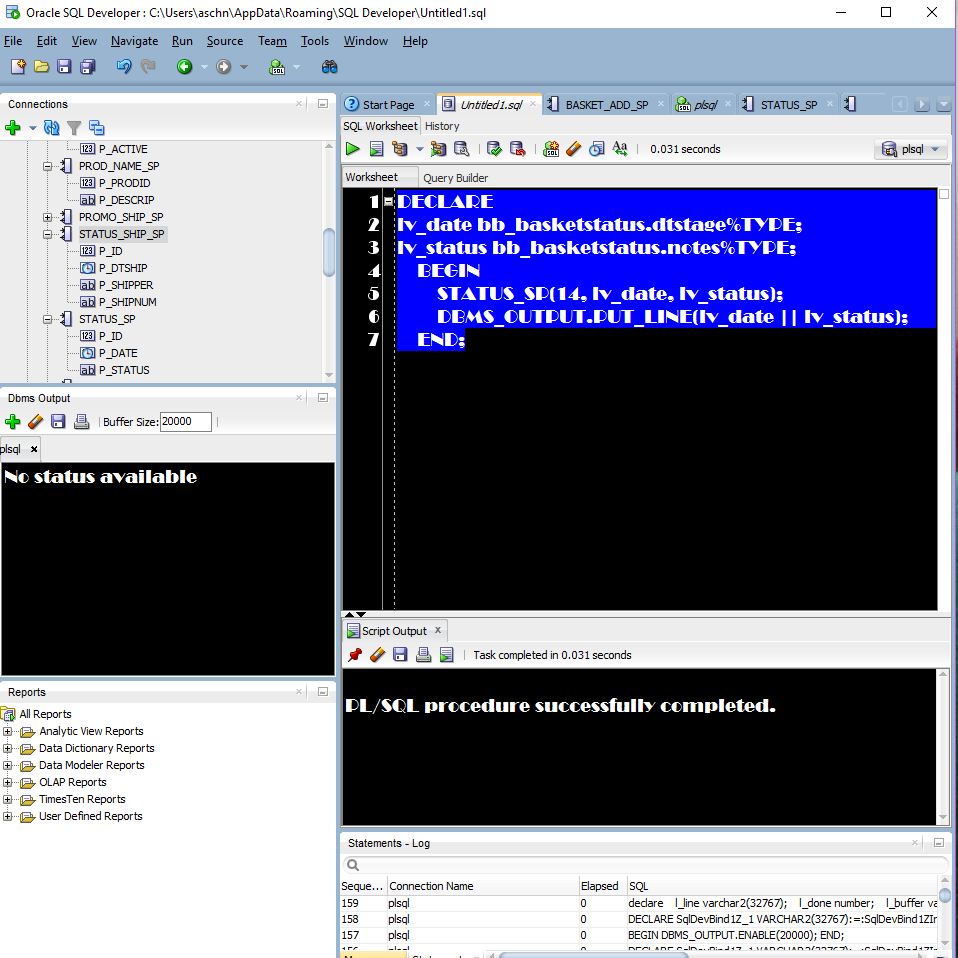 Oracle SQL Developer : C:\Users\aschn\AppData\Roaming\SQL Developer\Untitled1.sql
File Edit View Navigate Run Source Team Tools Window Help
Connections
P_ACTIVE
PROD_NAME_SP
P_PRODID
P_DESCRIP
PROMO_SHIP_SP
STATUS_SHIP_SP
P_ID
P_DTSHIP
P_SHIPPER
P_SHIPNUM
STATUS_SP
P_ID
P_DATE
P_STATUS
Dbms Output
Buffer Size: 20000
plsql
No status available
Reports
All Reports
Analytic View Reports
Data Dictionary Reports
Data Modeler Reports
OLAP Reports
TimesTen Reports
User Defined Reports
Start Page Untitled1.sql BASKET_ADD_SP plsql STATUS_SP
SQL Worksheet History
0.031 seconds plsql
Worksheet Query Builder
1 DECLARE
2 lv_date bb_basketstatus.dtstage%TYPE;
3 lv_status bb_basketstatus.notes%TYPE;
4 BEGIN
5 STATUS_SP(14, lv_date, lv_status);
6 DBMS_OUTPUT.PUT_LINE(lv_date || lv_status);
7 END;
Script Output
Task completed in 0.031 seconds
PL/SQL procedure successfully completed.
Statements - Log
Seque... Connection Name Elapsed SQL
159 plsql 0 declare l_line varchar2(32767); l_done number; l_buffer va
158 plsql 0 DECLARE SqlDevBind1Z_1 VARCHAR2(32767):=:SqlDevBind1ZIn
157 plsql 0 BEGIN DBMS_OUTPUT.ENABLE(20000); END;